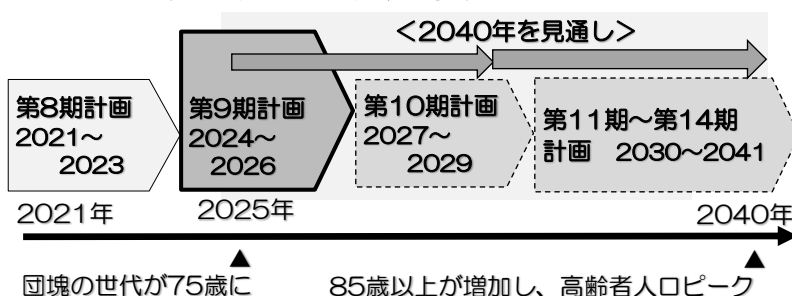 ＜2040年を見通し＞
第8期計画
2021～
2023
第9期計画
2024～
2026
第10期計画
2027～
2029
第11期～第14期
計画　2030～2041
2021年
2025年
2040年
▲
▲
団塊の世代が75歳に
85歳以上が増加し、高齢者人口ピーク